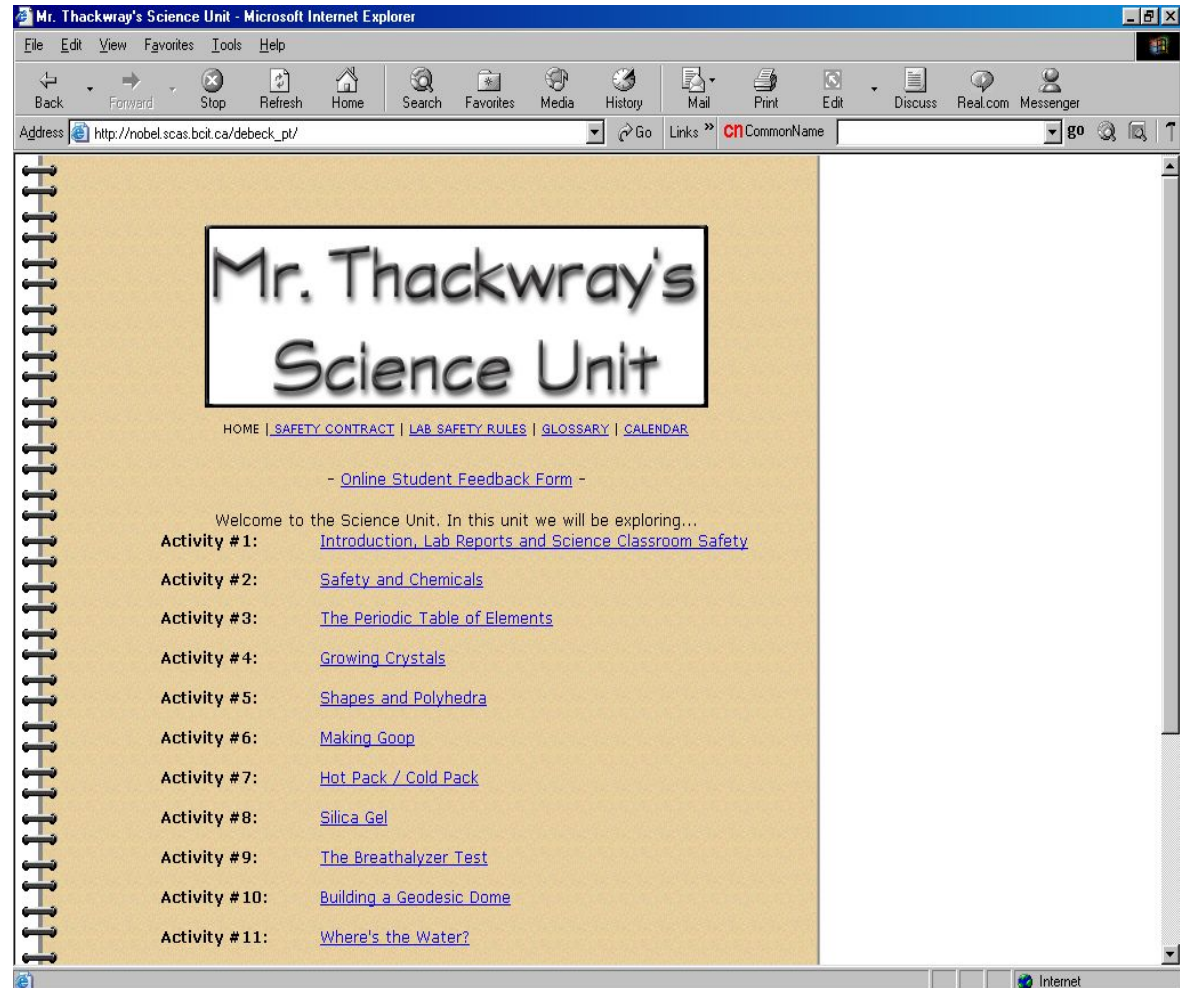 Mr. Thackwray's Science Unit - Microsoft Internet Explorer
File Edit View Favorites Tools Help
Back Forward Stop Refresh Home Search Favorites Media History Mail Print Edit Discuss Real.com Messenger
Address http://nobel.scas.bcit.ca/debeck_pt/ Go Links » cn CommonName go
Mr. Thackwray's
Science Unit
HOME | SAFETY CONTRACT | LAB SAFETY RULES | GLOSSARY | CALENDAR
- Online Student Feedback Form -
Welcome to the Science Unit. In this unit we will be exploring...
Activity #1: Introduction, Lab Reports and Science Classroom Safety
Activity #2: Safety and Chemicals
Activity #3: The Periodic Table of Elements
Activity #4: Growing Crystals
Activity #5: Shapes and Polyhedra
Activity #6: Making Goop
Activity #7: Hot Pack / Cold Pack
Activity #8: Silica Gel
Activity #9: The Breathalyzer Test
Activity #10: Building a Geodesic Dome
Activity #11: Where's the Water?
Internet